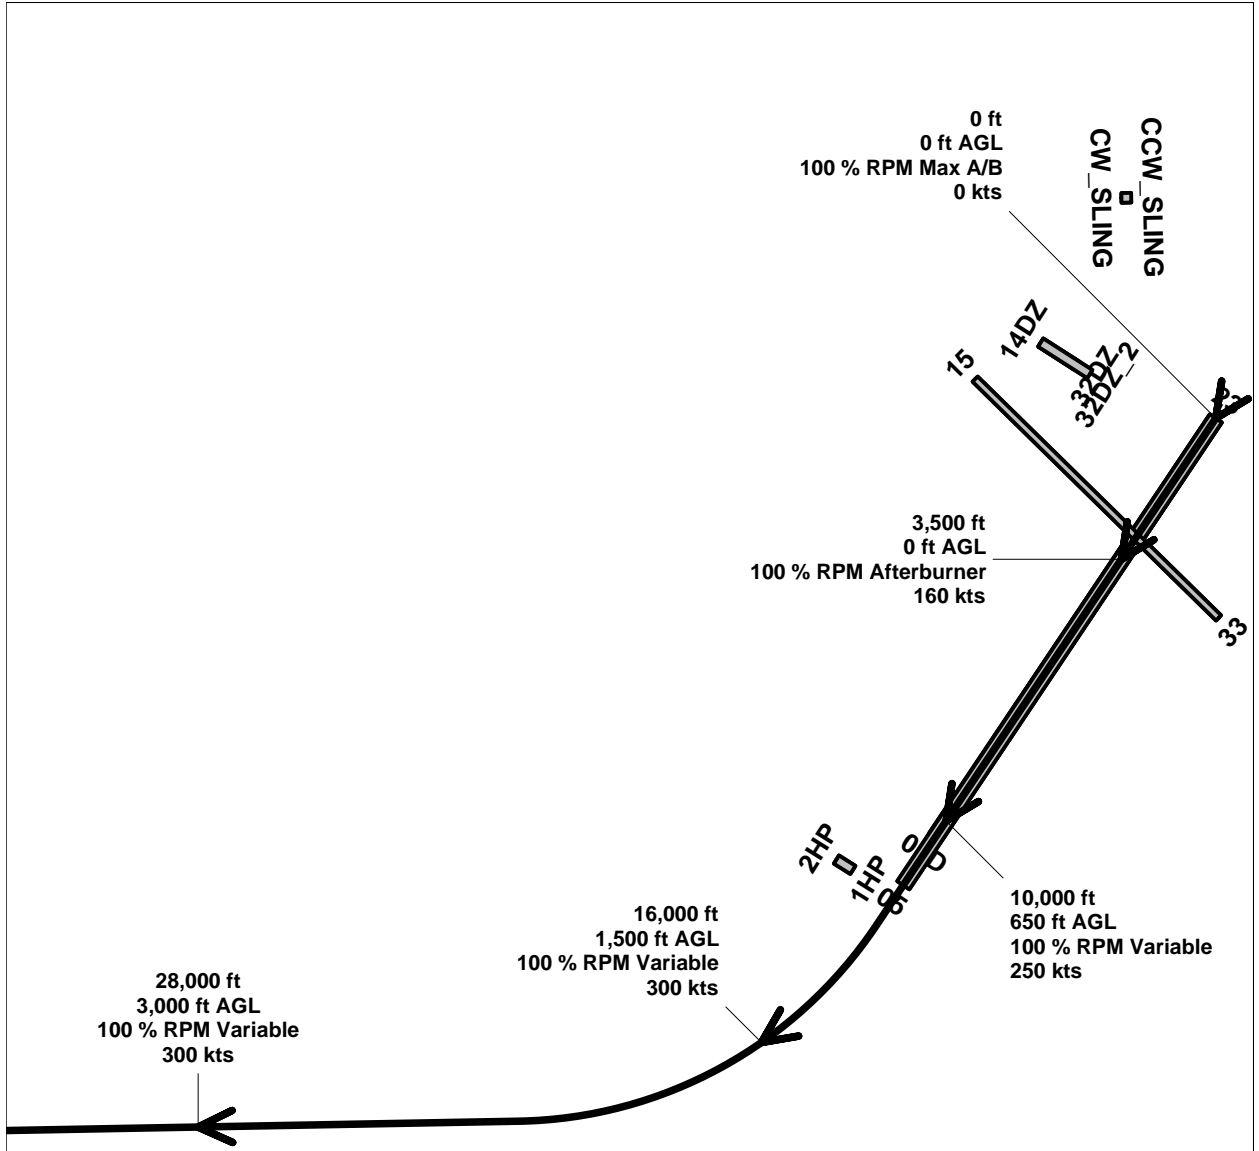 0 ft
0 ft AGL
100 % RPM Max A/B
0 kts
CW_SLING
CCW_SLING
14DZ
32DZ
32DZ_2
15
33
3,500 ft
0 ft AGL
100 % RPM Afterburner
160 kts
2HP
1HP
10,000 ft
650 ft AGL
100 % RPM Variable
250 kts
16,000 ft
1,500 ft AGL
100 % RPM Variable
300 kts
28,000 ft
3,000 ft AGL
100 % RPM Variable
300 kts